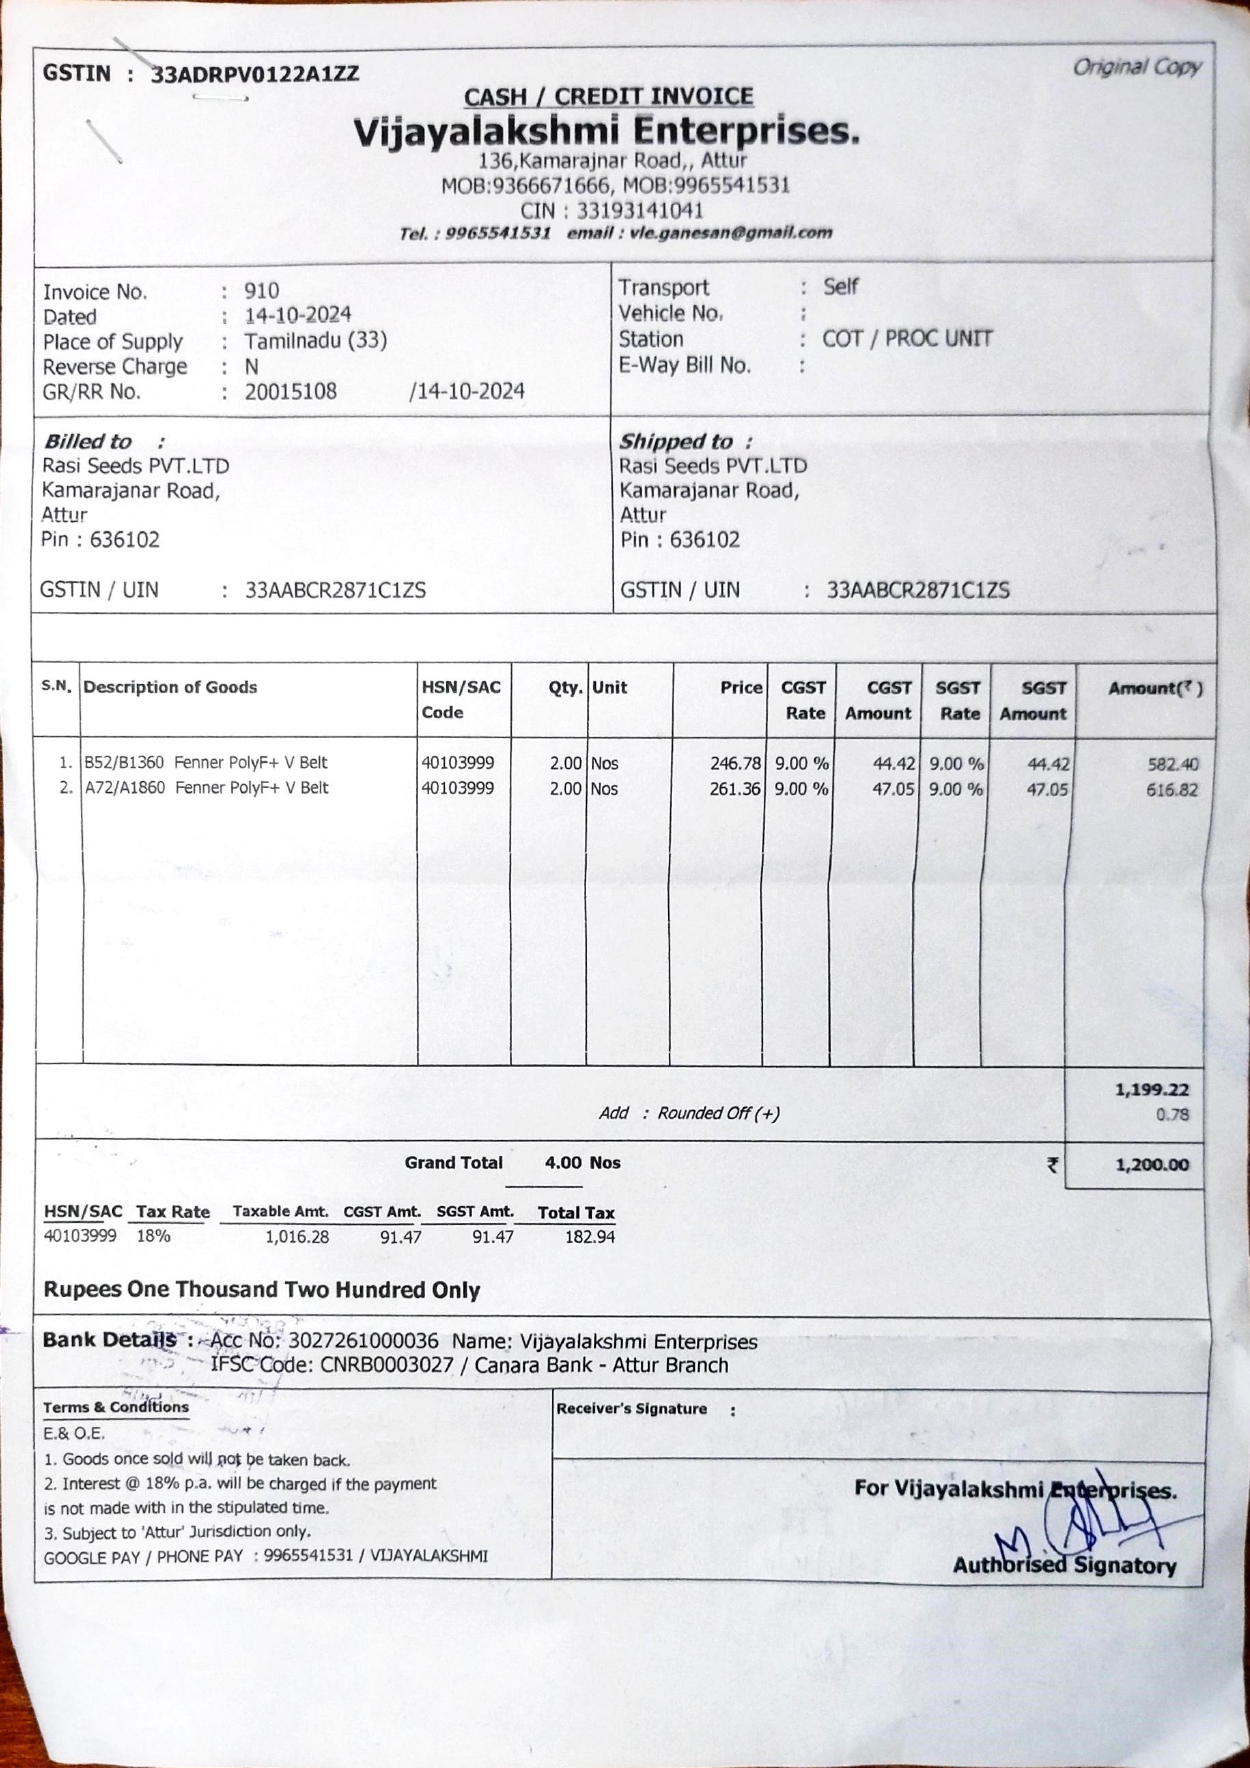 GSTIN : 33ADRPV0122A1ZZ
Original Copy
CASH / CREDIT INVOICE
Vijayalakshmi Enterprises.
136,Kamarajnar Road,, Attur
MOB:9366671666, MOB:9965541531
CIN : 33193141041
Tel. : 9965541531 email : vle.ganesan@gmail.com
Invoice No. : 910
Dated : 14-10-2024
Place of Supply : Tamilnadu (33)
Reverse Charge : N
GR/RR No. : 20015108 /14-10-2024
Transport : Self
Vehicle No. :
Station : COT / PROC UNIT
E-Way Bill No. :
Billed to :
Rasi Seeds PVT.LTD
Kamarajanar Road,
Attur
Pin : 636102
GSTIN / UIN : 33AABCR2871C1ZS
Shipped to :
Rasi Seeds PVT.LTD
Kamarajanar Road,
Attur
Pin : 636102
GSTIN / UIN : 33AABCR2871C1ZS
S.N. Description of Goods HSN/SAC Code Qty. Unit Price CGST Rate CGST Amount SGST Rate SGST Amount Amount(₹ )
1. B52/B1360 Fenner PolyF+ V Belt 40103999 2.00 Nos 246.78 9.00 % 44.42 9.00 % 44.42 582.40
2. A72/A1860 Fenner PolyF+ V Belt 40103999 2.00 Nos 261.36 9.00 % 47.05 9.00 % 47.05 616.82
1,199.22
Add : Rounded Off (+) 0.78
Grand Total 4.00 Nos ₹ 1,200.00
HSN/SAC Tax Rate Taxable Amt. CGST Amt. SGST Amt. Total Tax
40103999 18% 1,016.28 91.47 91.47 182.94
Rupees One Thousand Two Hundred Only
Bank Details : Acc No: 3027261000036 Name: Vijayalakshmi Enterprises
IFSC Code: CNRB0003027 / Canara Bank - Attur Branch
Terms & Conditions
E.& O.E.
1. Goods once sold will not be taken back.
2. Interest @ 18% p.a. will be charged if the payment
is not made with in the stipulated time.
3. Subject to 'Attur' Jurisdiction only.
GOOGLE PAY / PHONE PAY : 9965541531 / VIJAYALAKSHMI
Receiver's Signature :
For Vijayalakshmi Enterprises.
Authorised Signatory